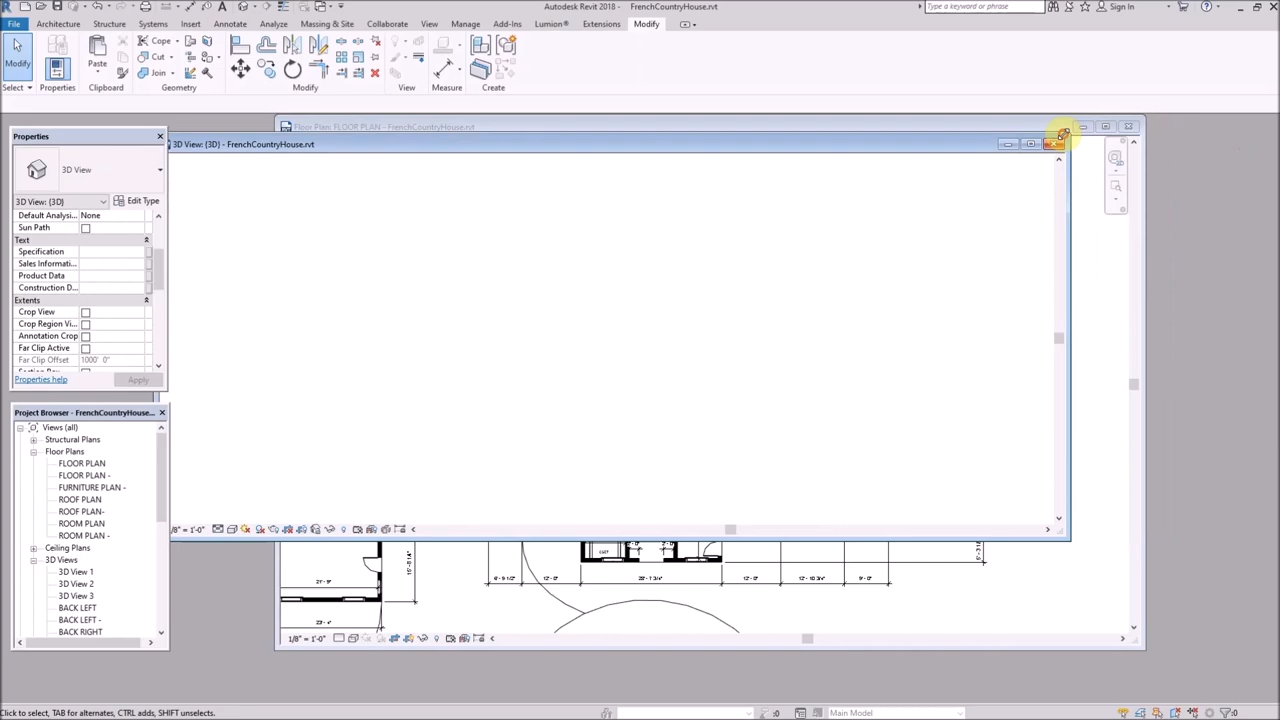 Autodesk Revit 2018 - FrenchCountryHouse.rvt
Type a keyword or phrase
Sign In
File Architecture Structure Systems Insert Annotate Analyze Massing & Site Collaborate View Manage Add-Ins Lumion® Extensions Modify
Modify
Paste
Cope
Cut
Join
Select Properties Clipboard Geometry Modify View Measure Create
Properties
3D View
3D View: {3D}
Edit Type
Default Analysi... None
Sun Path
Text
Specification
Sales Informati...
Product Data
Construction D...
Extents
Crop View
Crop Region Vi...
Annotation Crop
Far Clip Active
Far Clip Offset 1000' 0"
Properties help
Apply
Floor Plan: FLOOR PLAN - FrenchCountryHouse.rvt
3D View: {3D} - FrenchCountryHouse.rvt
/8" = 1'-0"
Project Browser - FrenchCountryHouse...
Views (all)
Structural Plans
Floor Plans
FLOOR PLAN
FLOOR PLAN -
FURNITURE PLAN -
ROOF PLAN
ROOF PLAN-
ROOM PLAN
ROOM PLAN -
Ceiling Plans
3D Views
3D View 1
3D View 2
3D View 3
BACK LEFT
BACK LEFT -
BACK RIGHT
12'- 0"
12'- 0"
9'- 0"
1/8" = 1'-0"
Click to select, TAB for alternates, CTRL adds, SHIFT unselects.
:0
Main Model
:0